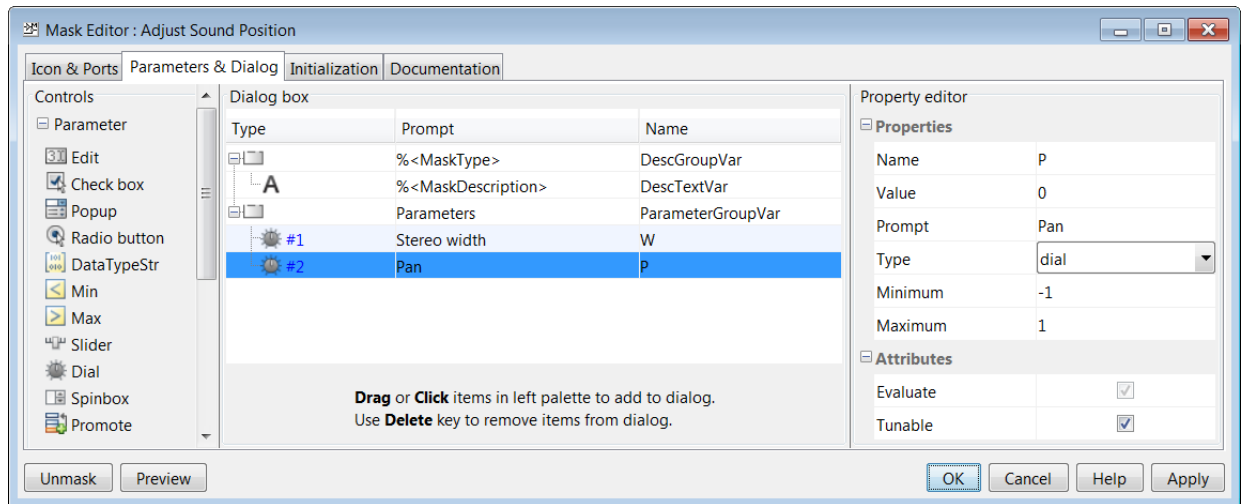 Mask Editor : Adjust Sound Position
Icon & Ports Parameters & Dialog Initialization Documentation
Controls
Parameter
Edit
Check box
Popup
Radio button
DataTypeStr
Min
Max
Slider
Dial
Spinbox
Promote
Dialog box
Type Prompt Name
%<MaskType> DescGroupVar
A %<MaskDescription> DescTextVar
Parameters ParameterGroupVar
#1 Stereo width W
#2 Pan P
Drag or Click items in left palette to add to dialog.
Use Delete key to remove items from dialog.
Property editor
Properties
Name P
Value 0
Prompt Pan
Type dial
Minimum -1
Maximum 1
Attributes
Evaluate
Tunable
Unmask Preview OK Cancel Help Apply